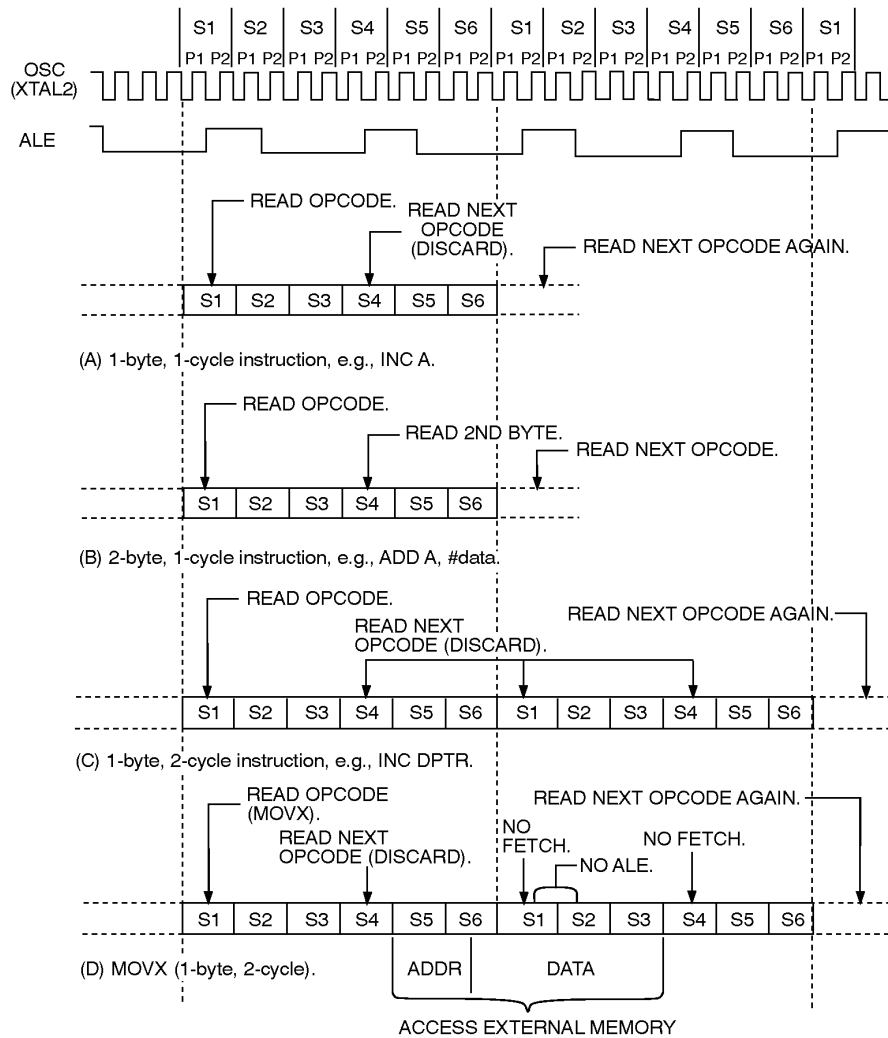 S1 S2 S3 S4 S5 S6 S1 S2 S3 S4 S5 S6 S1
P1 P2 P1 P2 P1 P2 P1 P2 P1 P2 P1 P2 P1 P2 P1 P2 P1 P2 P1 P2 P1 P2 P1 P2 P1 P2
OSC
(XTAL2)
ALE
READ OPCODE.
READ NEXT
OPCODE
(DISCARD).
READ NEXT OPCODE AGAIN.
S1 S2 S3 S4 S5 S6
(A) 1-byte, 1-cycle instruction, e.g., INC A.
READ OPCODE.
READ 2ND BYTE.
READ NEXT OPCODE.
S1 S2 S3 S4 S5 S6
(B) 2-byte, 1-cycle instruction, e.g., ADD A, #data.
READ OPCODE.
READ NEXT
OPCODE (DISCARD).
READ NEXT OPCODE AGAIN.
S1 S2 S3 S4 S5 S6 S1 S2 S3 S4 S5 S6
(C) 1-byte, 2-cycle instruction, e.g., INC DPTR.
READ OPCODE
(MOVX).
READ NEXT
OPCODE (DISCARD).
NO
FETCH.
NO ALE.
NO FETCH.
READ NEXT OPCODE AGAIN.
S1 S2 S3 S4 S5 S6 S1 S2 S3 S4 S5 S6
(D) MOVX (1-byte, 2-cycle).
ADDR DATA
ACCESS EXTERNAL MEMORY